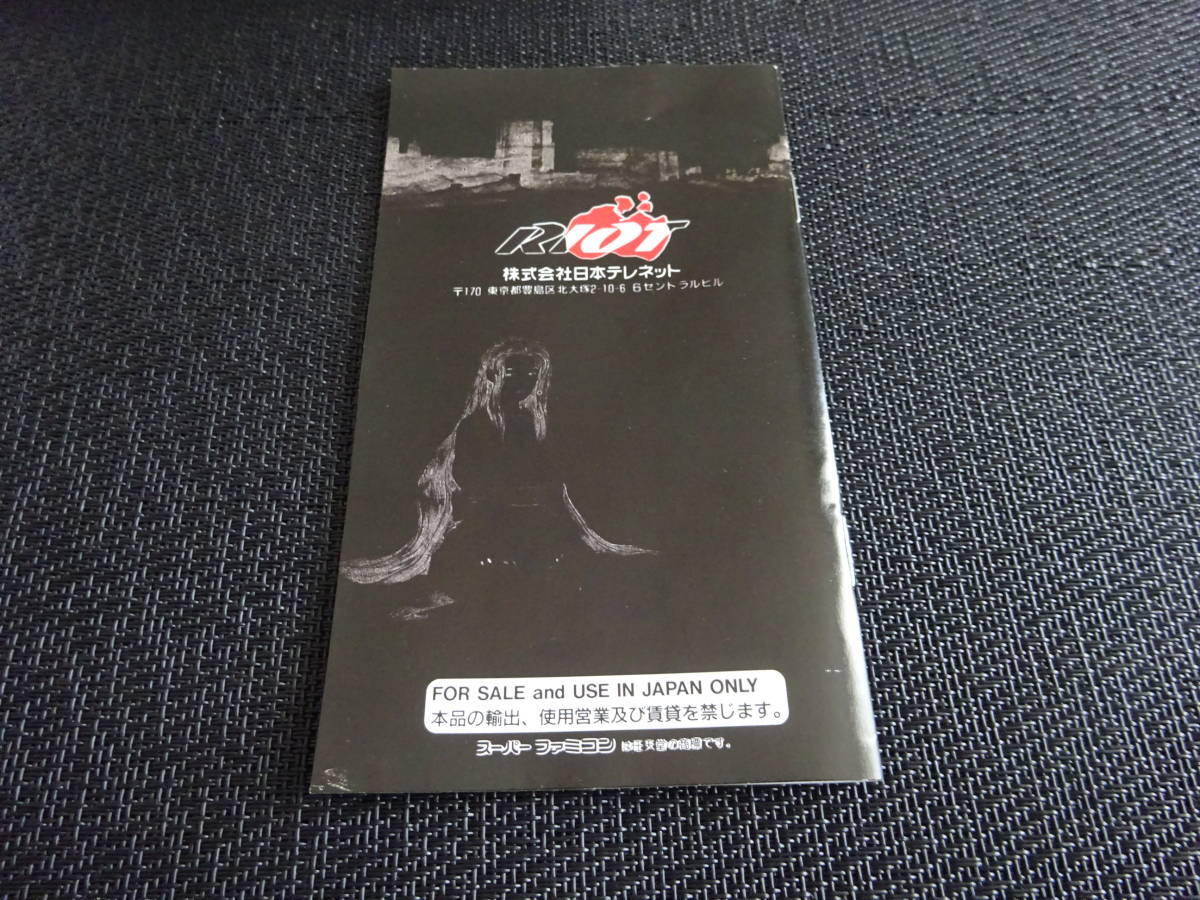 RIOT
株式会社日本テレネット
〒170 東京都豊島区北大塚2-10-6 6セントラルビル
FOR SALE and USE IN JAPAN ONLY
本品の輸出、使用営業及び賃貸を禁じます。
スーパー ファミコン は任天堂の商標です。